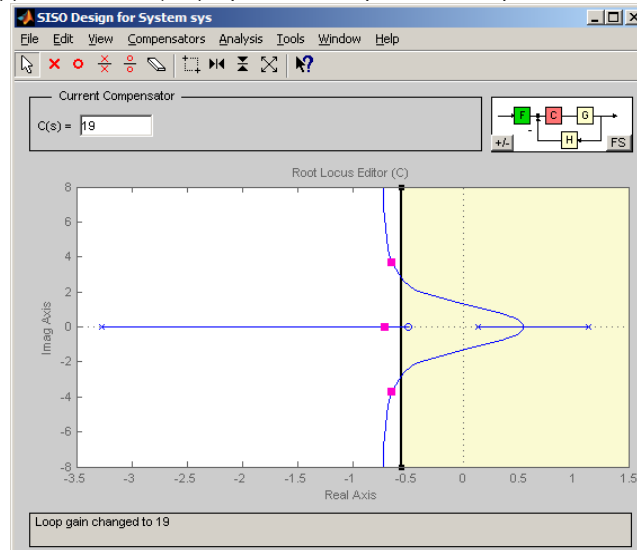 SISO Design for System sys
File Edit View Compensators Analysis Tools Window Help
Current Compensator
C(s) = 19
F C G
H
+/- FS
Root Locus Editor (C)
Imag Axis
8
6
4
2
0
-2
-4
-6
-8
-3.5 -3 -2.5 -2 -1.5 -1 -0.5 0 0.5 1 1.5
Real Axis
Loop gain changed to 19